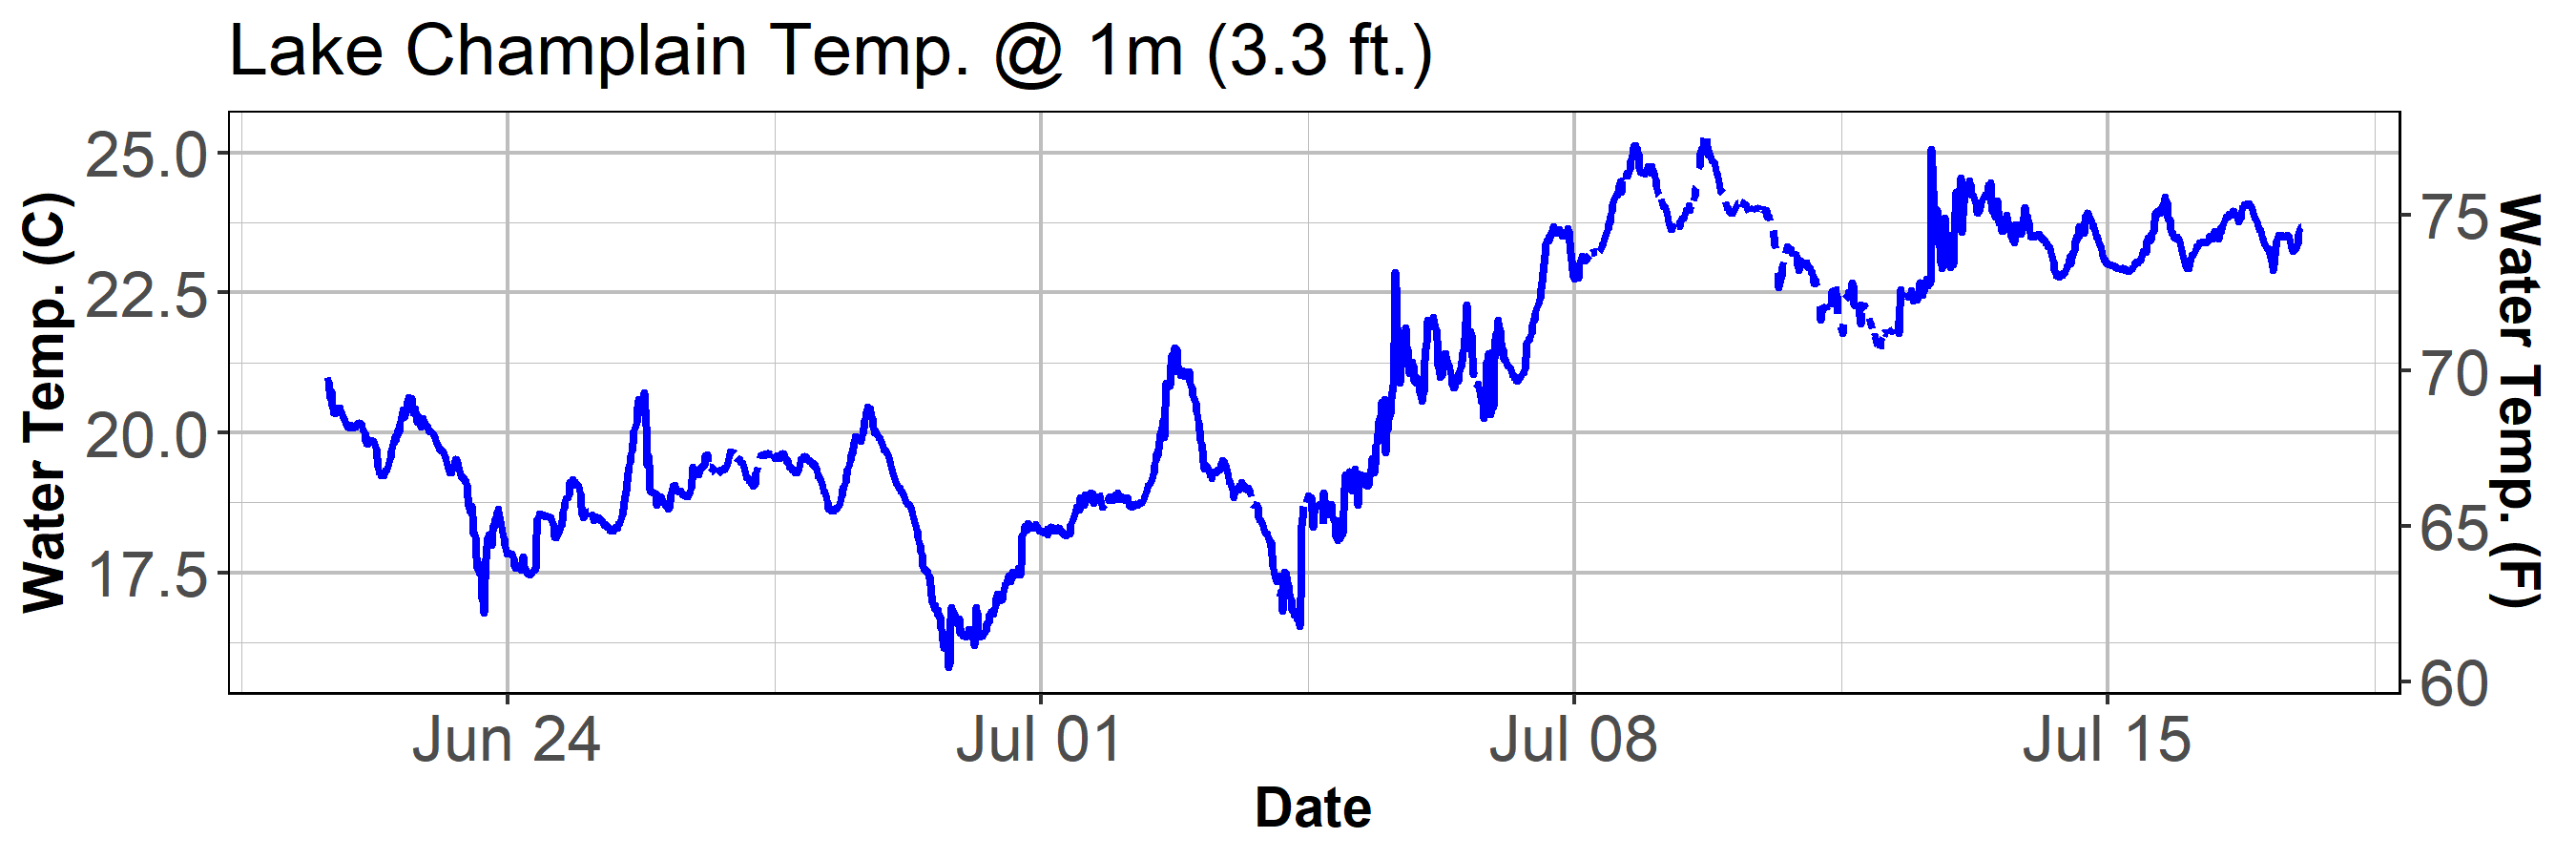 Lake Champlain Temp. @ 1m (3.3 ft.)
Water Temp. (C)
25.0
22.5
20.0
17.5
75
70
65
60
Water Temp. (F)
Jun 24 Jul 01 Jul 08 Jul 15
Date